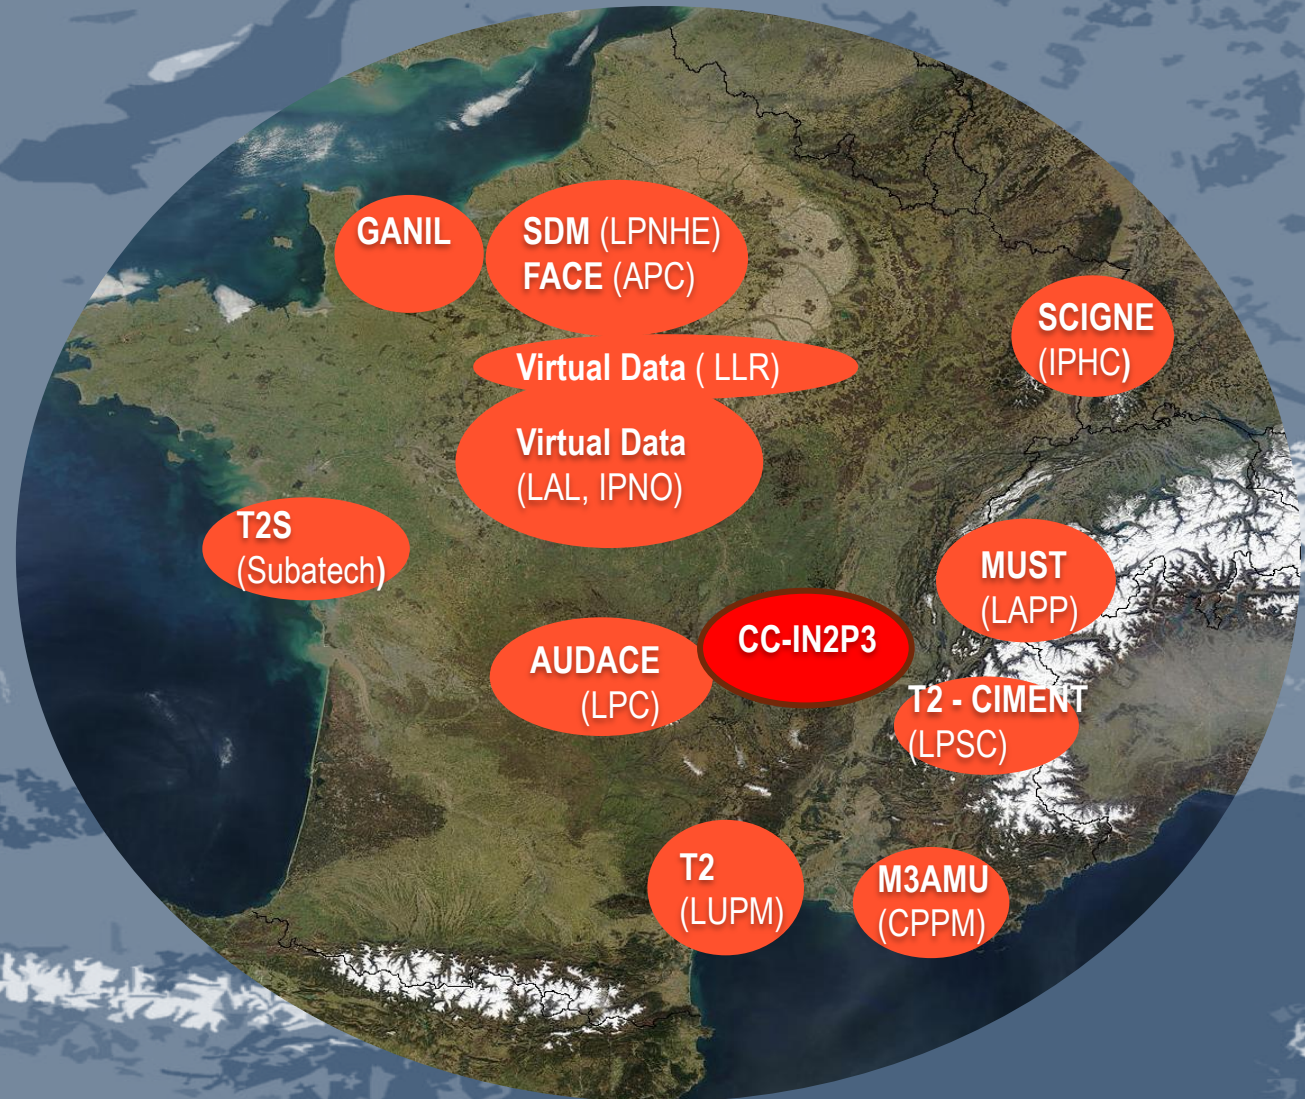 GANIL
SDM (LPNHE)
FACE (APC)
SCIGNE
(IPHC)
Virtual Data ( LLR)
Virtual Data
(LAL, IPNO)
T2S
(Subatech)
MUST
(LAPP)
CC-IN2P3
AUDACE
(LPC)
T2 - CIMENT
(LPSC)
T2
(LUPM)
M3AMU
(CPPM)